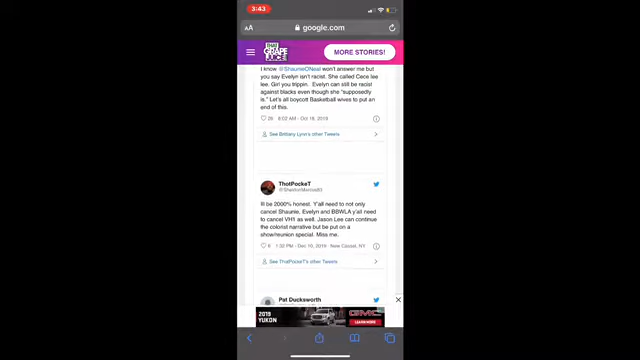 3:43
AA
google.com
THAT
GRAPE
JUICE
MORE STORIES!
I know @ShaunieONeal won't answer me but
you say Evelyn isn't racist. She called Cece lee
lee. Girl you trippin. Evelyn can still be racist
against blacks even though she "supposedly
is." Let's all boycott Basketball wives to put an
end of this.
26 8:02 AM - Oct 18, 2019
See Brittany Lynn's other Tweets
ThotPockeT
I'll be 2000% honest. Y'all need to not only
cancel Shaunie, Evelyn and BBWLA y'all need
to cancel VH1 as well. Jason Lee can continue
the colorist narrative but be put on a
show/reunion special. Miss me.
6 1:32 PM - Dec 10, 2019 · New Cassel, NY
See ThotPockeT's other Tweets
Pat Ducksworth
2019
YUKON
GMC
LEARN MORE